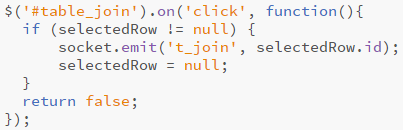 $('#table_join').on('click', function(){
  if (selectedRow != null) {
      socket.emit('t_join', selectedRow.id);
      selectedRow = null;
  }
  return false;
});